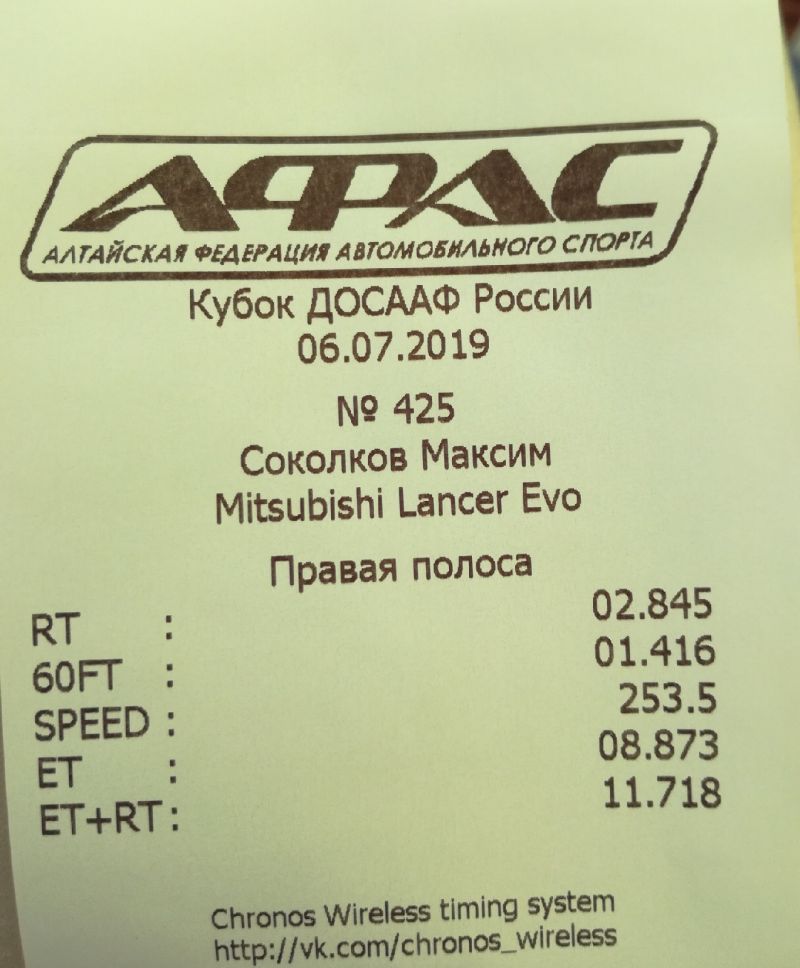 АФАС
АЛТАЙСКАЯ ФЕДЕРАЦИЯ АВТОМОБИЛЬНОГО СПОРТА
Кубок ДОСААФ России
06.07.2019
№ 425
Соколков Максим
Mitsubishi Lancer Evo
Правая полоса
RT : 02.845
60FT : 01.416
SPEED : 253.5
ET : 08.873
ET+RT: 11.718
Chronos Wireless timing system
http://vk.com/chronos_wireless